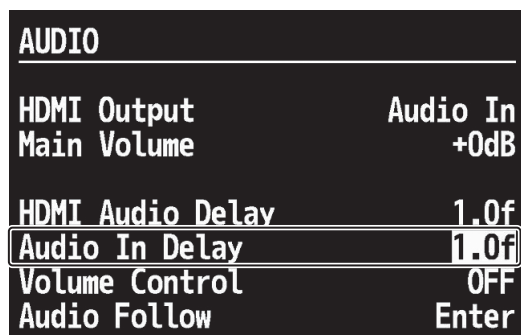 AUDIO
HDMI Output Audio In
Main Volume +0dB
HDMI Audio Delay 1.0f
Audio In Delay 1.0f
Volume Control OFF
Audio Follow Enter